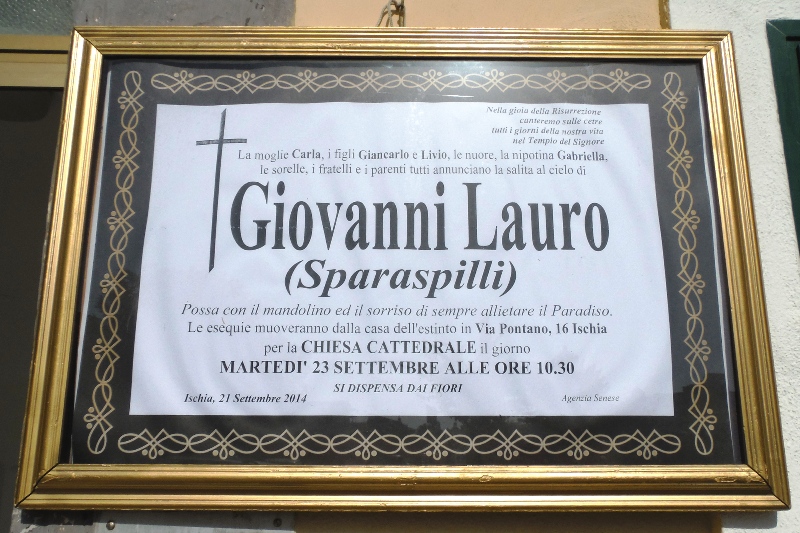 Nella gioia della Risurrezione
canteremo sulle cetre
tutti i giorni della nostra vita
nel Tempio del Signore
La moglie Carla, i figli Giancarlo e Livio, le nuore, la nipotina Gabriella,
le sorelle, i fratelli e i parenti tutti annunciano la salita al cielo di
Giovanni Lauro
(Sparaspilli)
Possa con il mandolino ed il sorriso di sempre allietare il Paradiso.
Le esequie muoveranno dalla casa dell'estinto in Via Pontano, 16 Ischia
per la CHIESA CATTEDRALE il giorno
MARTEDI' 23 SETTEMBRE ALLE ORE 10.30
SI DISPENSA DAI FIORI
Ischia, 21 Settembre 2014
Agenzia Senese